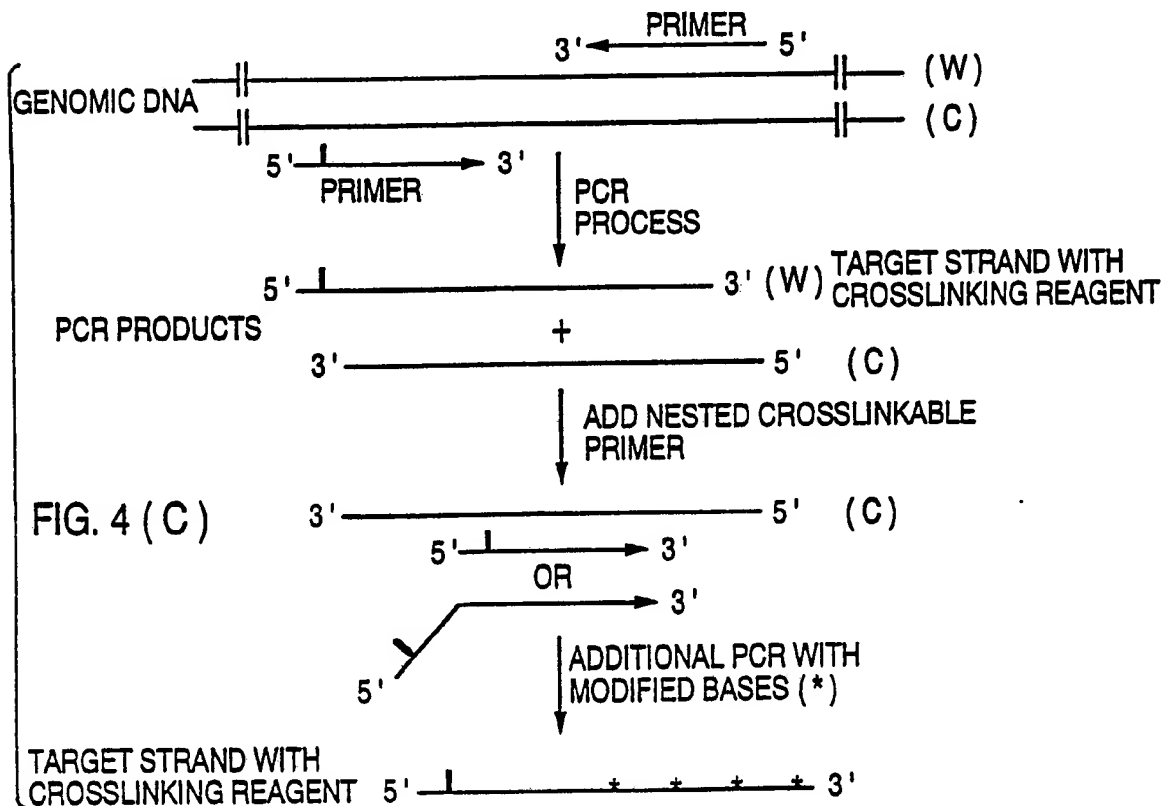 PRIMER
3' 5'
GENOMIC DNA
(W)
(C)
5' 3'
PRIMER
PCR
PROCESS
5' 3' (W) TARGET STRAND WITH
CROSSLINKING REAGENT
PCR PRODUCTS
+
3' 5' (C)
ADD NESTED CROSSLINKABLE
PRIMER
FIG. 4 (C)
3' 5' (C)
5' 3'
OR
3'
5'
ADDITIONAL PCR WITH
MODIFIED BASES (*)
TARGET STRAND WITH
CROSSLINKING REAGENT
5' * * * * 3'